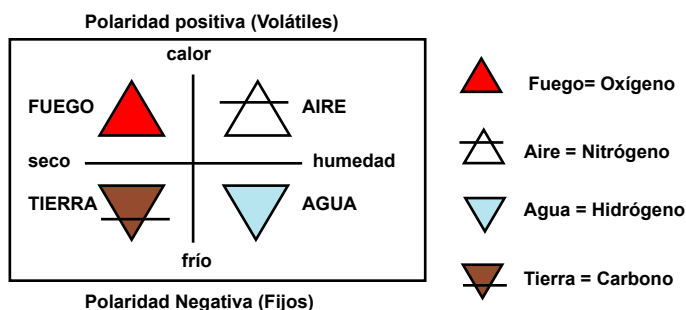 Polaridad positiva (Volátiles)
calor
FUEGO
AIRE
seco
humedad
TIERRA
AGUA
frío
Polaridad Negativa (Fijos)
Fuego= Oxígeno
Aire = Nitrógeno
Agua = Hidrógeno
Tierra = Carbono